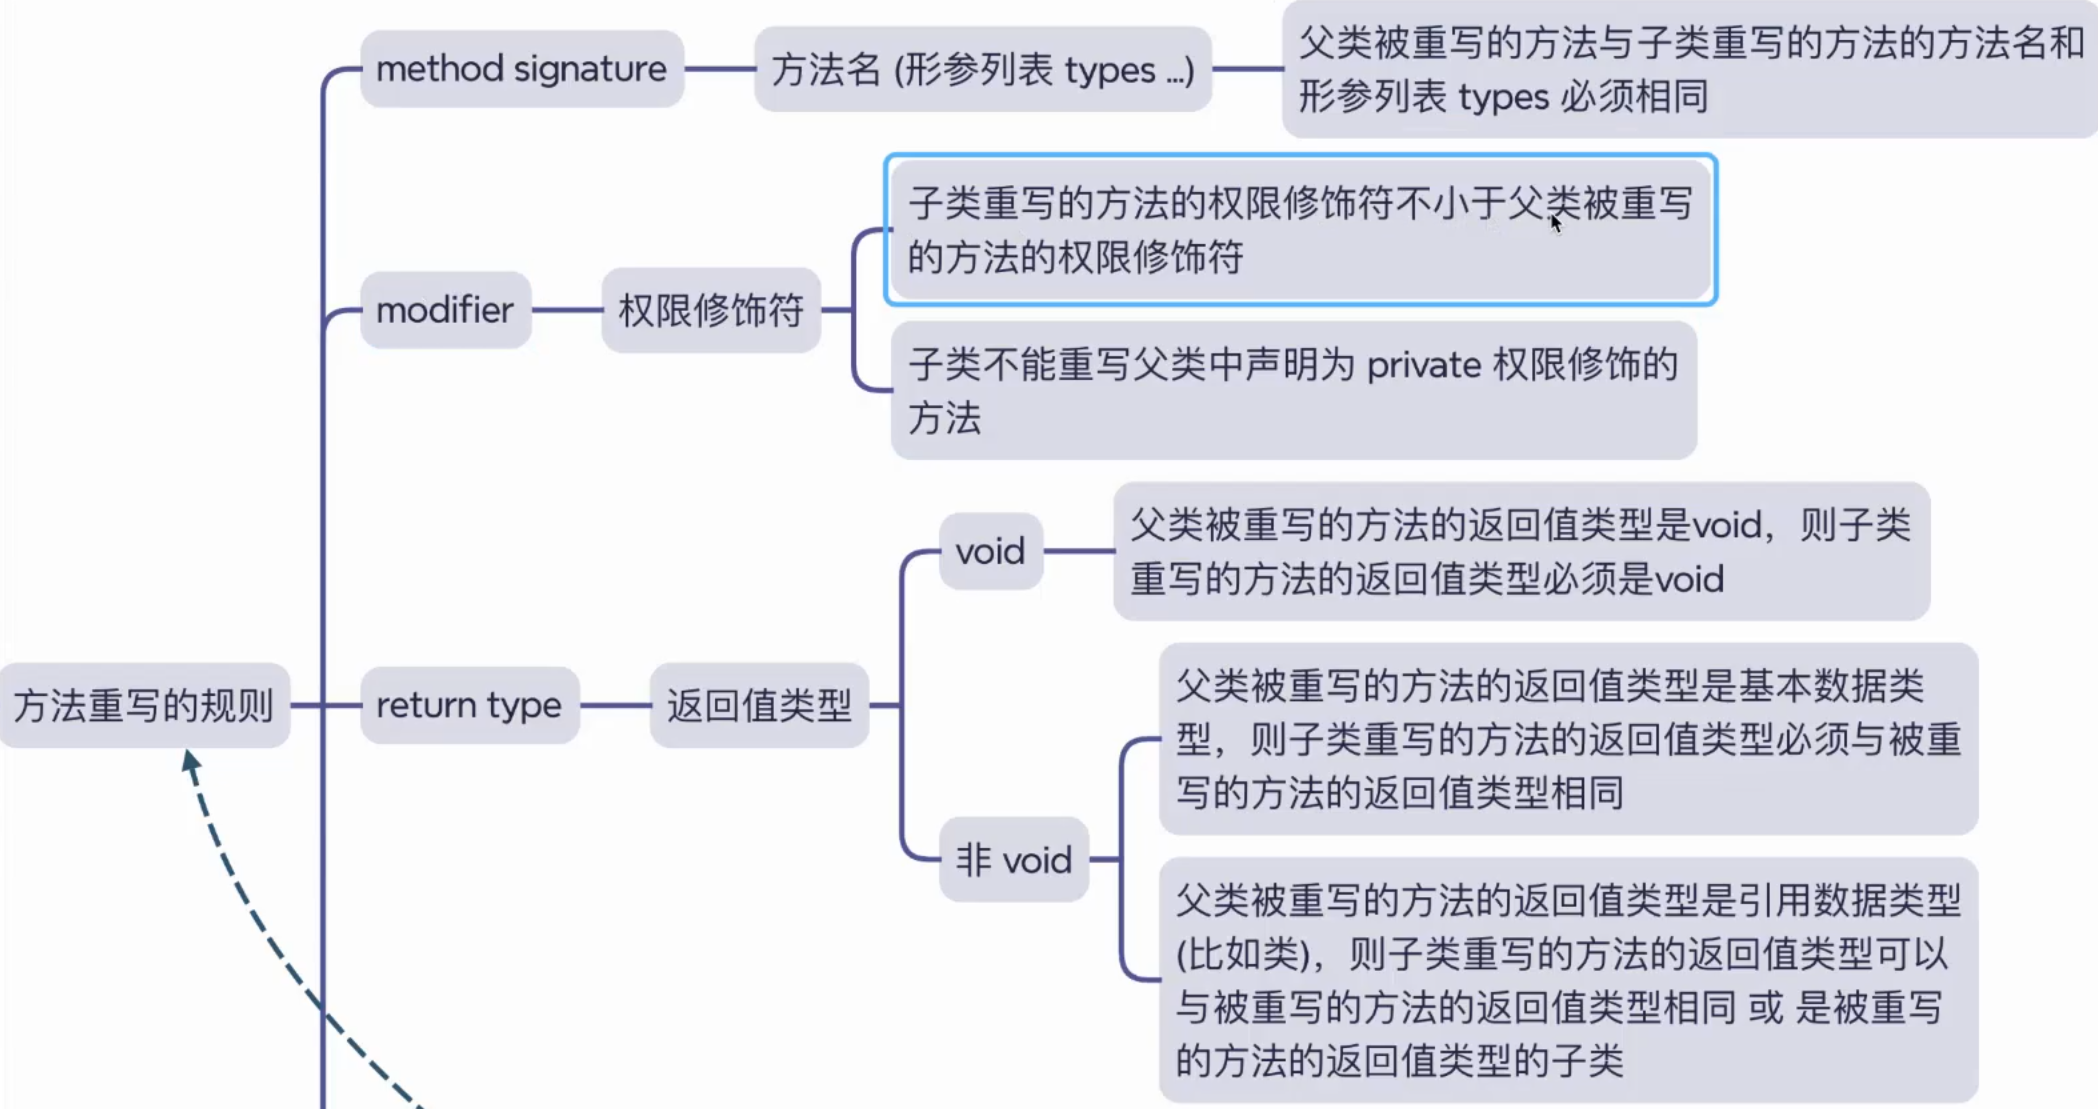 method signature
方法名 (形参列表 types ...)
父类被重写的方法与子类重写的方法的方法名和
形参列表 types 必须相同
modifier
权限修饰符
子类重写的方法的权限修饰符不小于父类被重写
的方法的权限修饰符
子类不能重写父类中声明为 private 权限修饰的
方法
方法重写的规则
return type
返回值类型
void
父类被重写的方法的返回值类型是void，则子类
重写的方法的返回值类型必须是void
非 void
父类被重写的方法的返回值类型是基本数据类
型，则子类重写的方法的返回值类型必须与被重
写的方法的返回值类型相同
父类被重写的方法的返回值类型是引用数据类型
(比如类)，则子类重写的方法的返回值类型可以
与被重写的方法的返回值类型相同 或 是被重写
的方法的返回值类型的子类